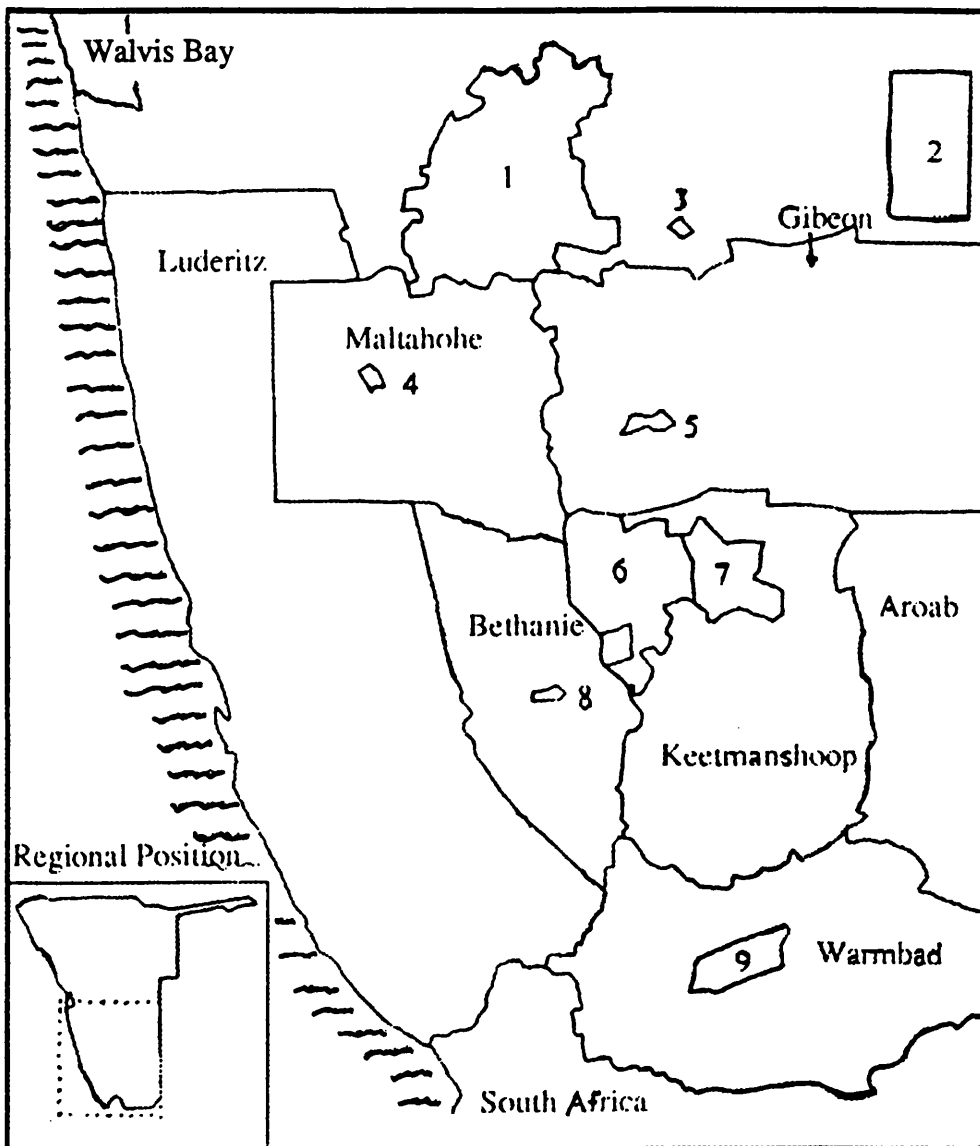 Walvis Bay
1
2
3
Gibeon
Luderitz
Maltahohe
4
5
6
7
Aroab
Bethanie
8
Keetmanshoop
Regional Position
9
Warmbad
South Africa